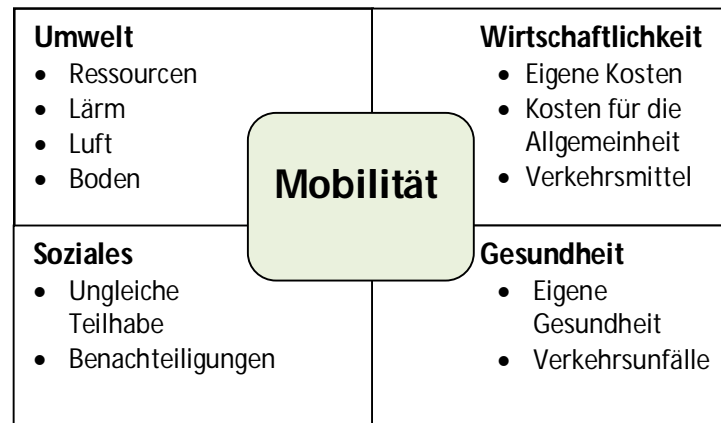 Umwelt
• Ressourcen
• Lärm
• Luft
• Boden
Wirtschaftlichkeit
• Eigene Kosten
• Kosten für die
Allgemeinheit
• Verkehrsmittel
Mobilität
Soziales
• Ungleiche
Teilhabe
• Benachteiligungen
Gesundheit
• Eigene
Gesundheit
• Verkehrsunfälle